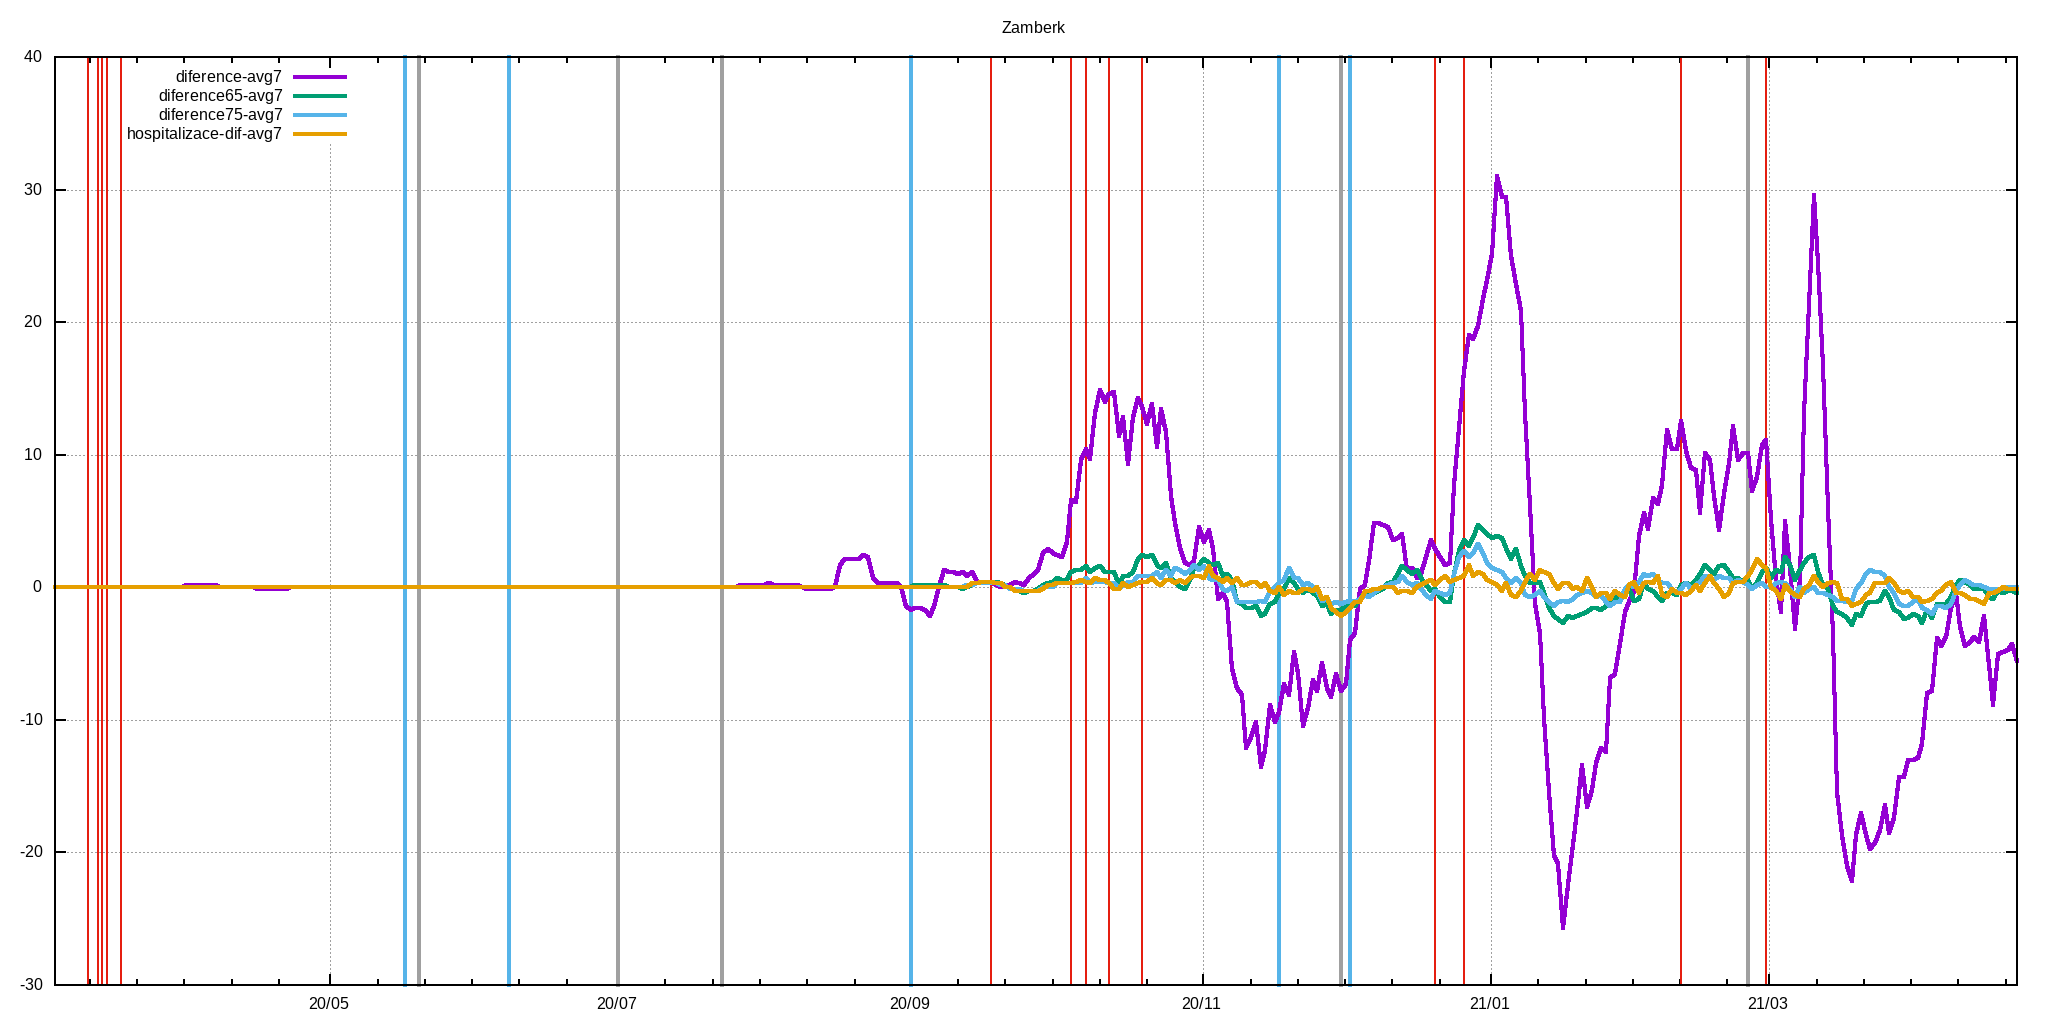 Zamberk
40
diference-avg7
diference65-avg7
diference75-avg7
hospitalizace-dif-avg7
30
20
10
0
-10
-20
-30
20/05 20/07 20/09 20/11 21/01 21/03